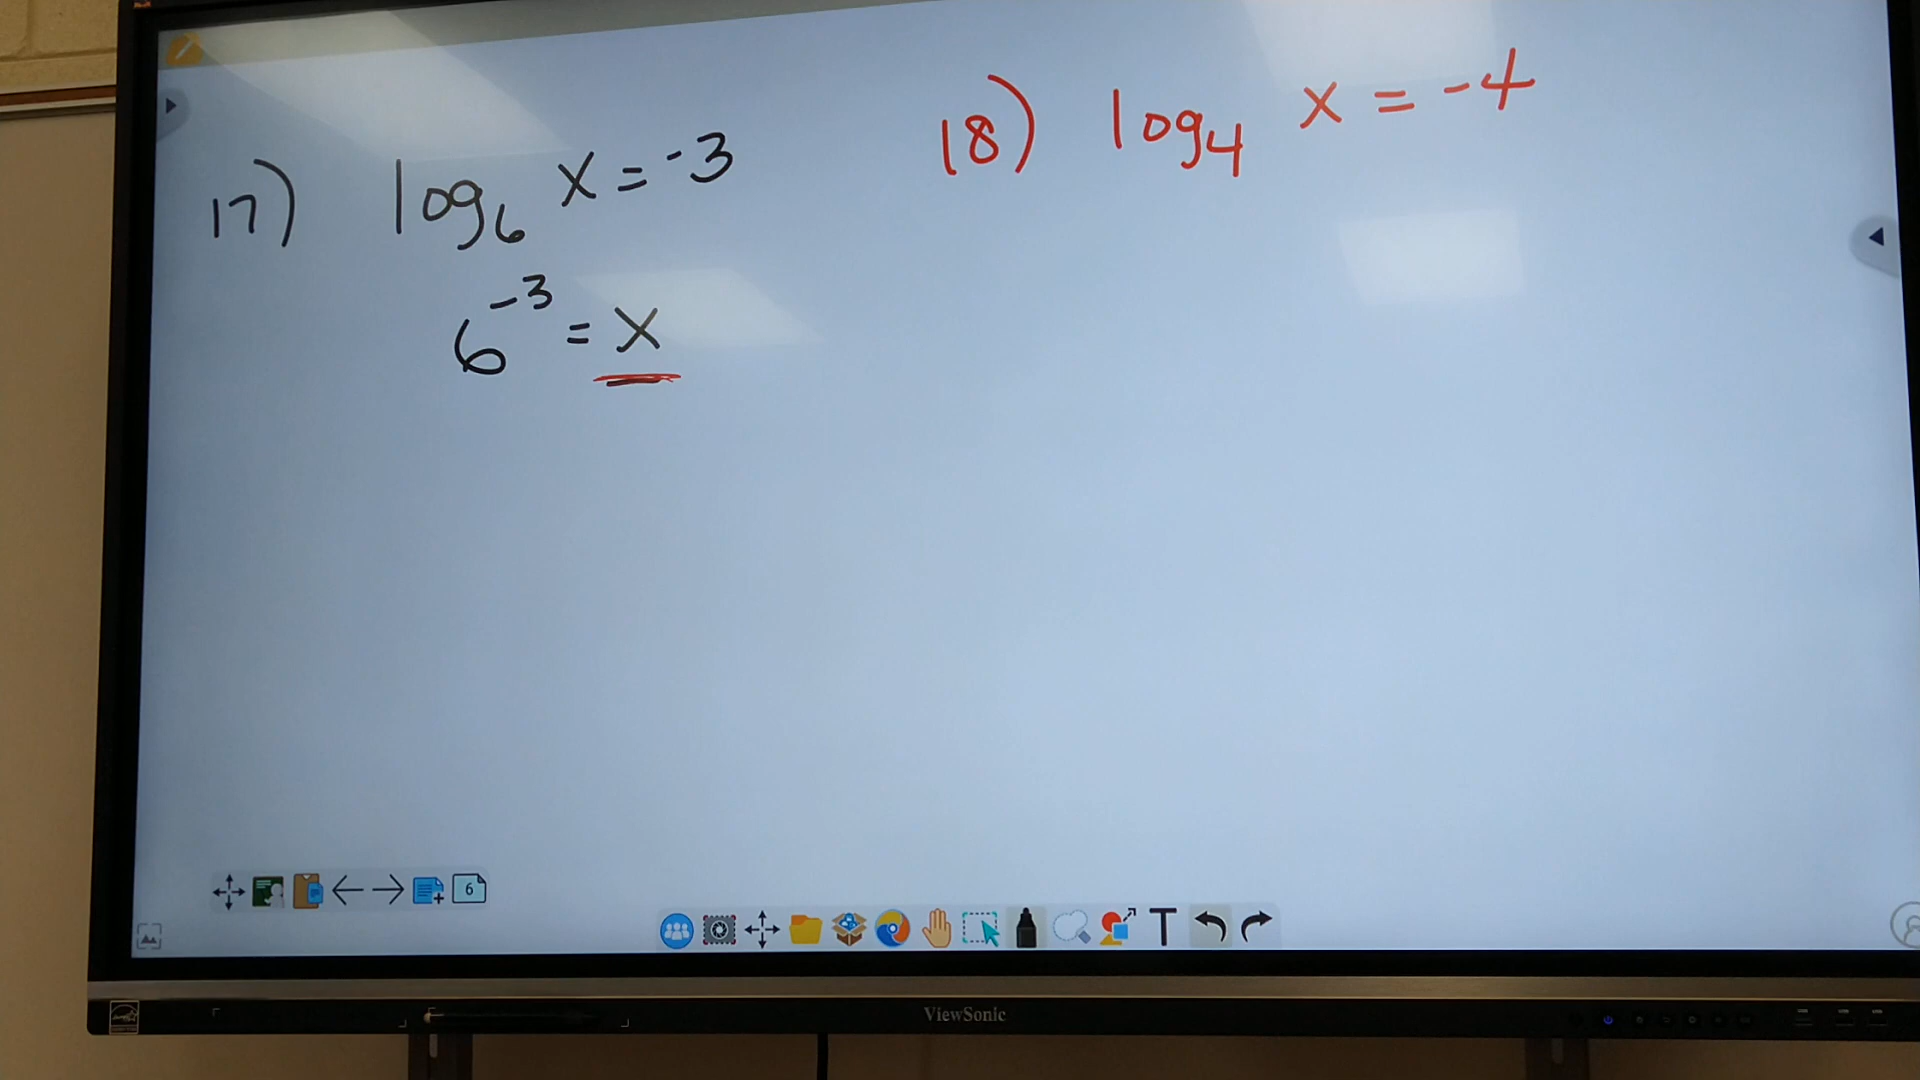 17) log₆ x = -3
6⁻³ = x
18) log₄ x = -4
6
T
ViewSonic